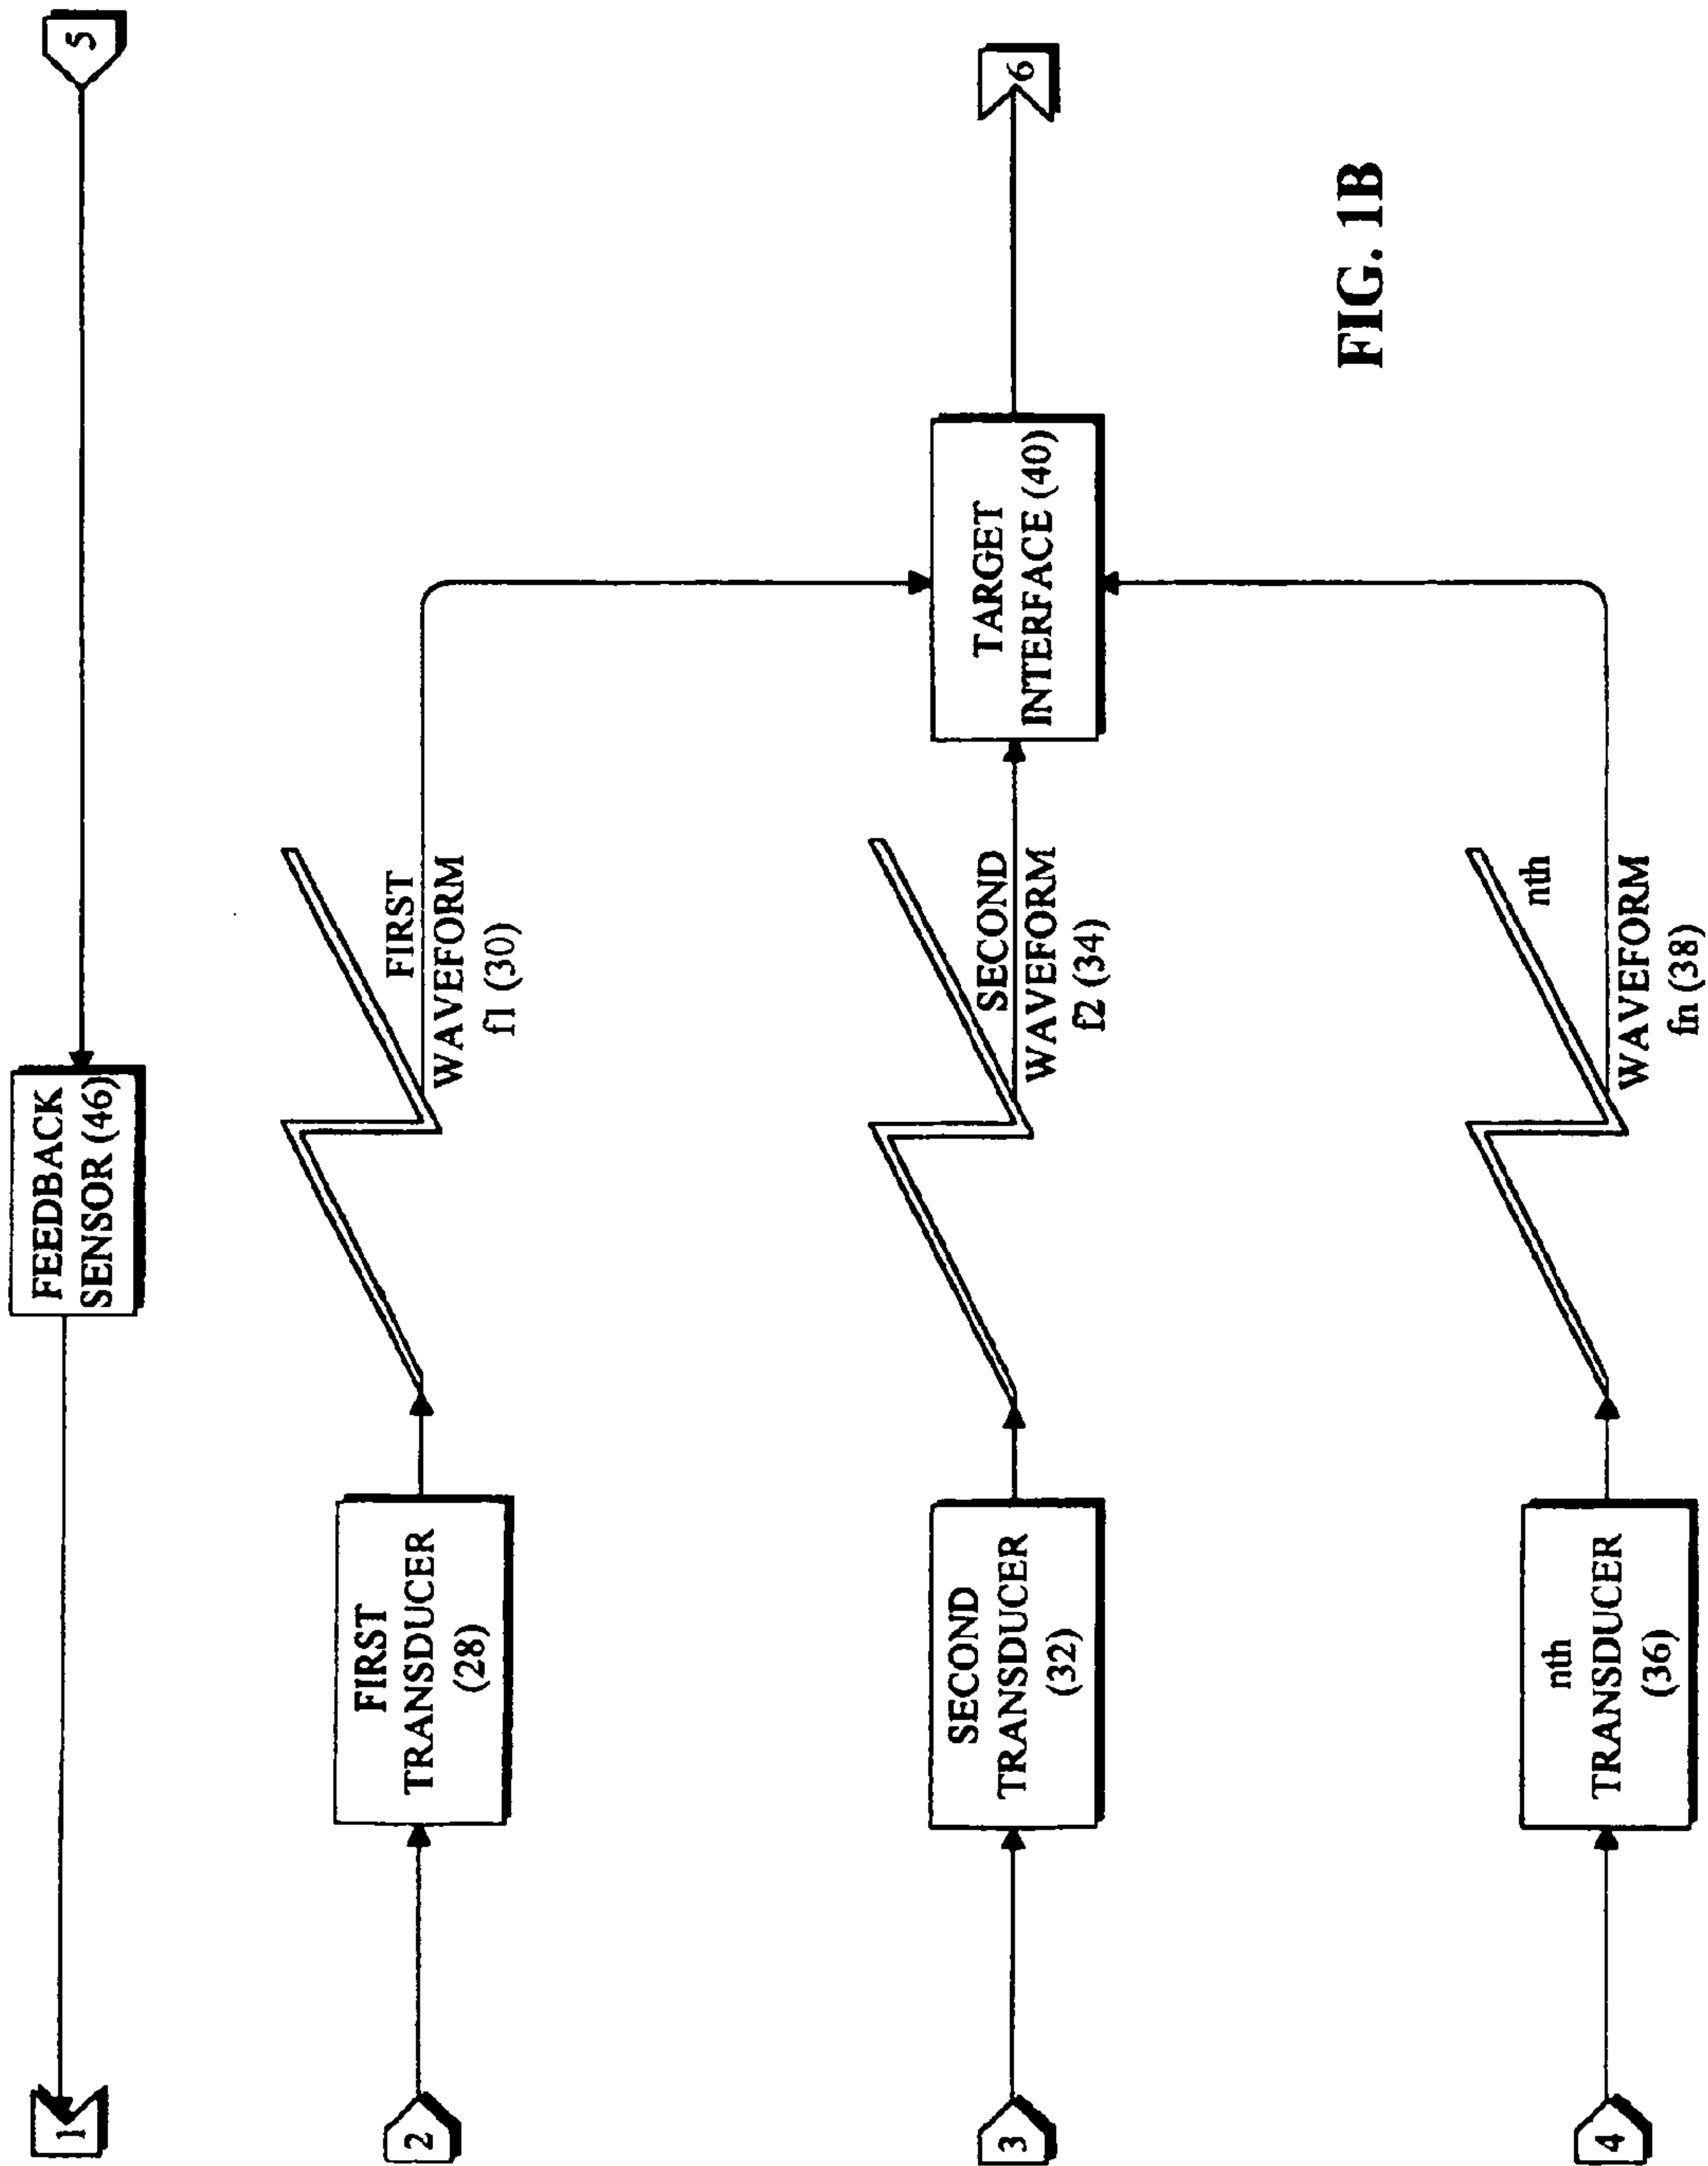 1
FEEDBACK
SENSOR (46)
5
2
FIRST
TRANSDUCER
(28)
FIRST
WAVEFORM
f1 (30)
3
SECOND
TRANSDUCER
(32)
SECOND
WAVEFORM
f2 (34)
TARGET
INTERFACE (40)
6
4
nth
TRANSDUCER
(36)
nth
WAVEFORM
fn (38)
FIG. 1B